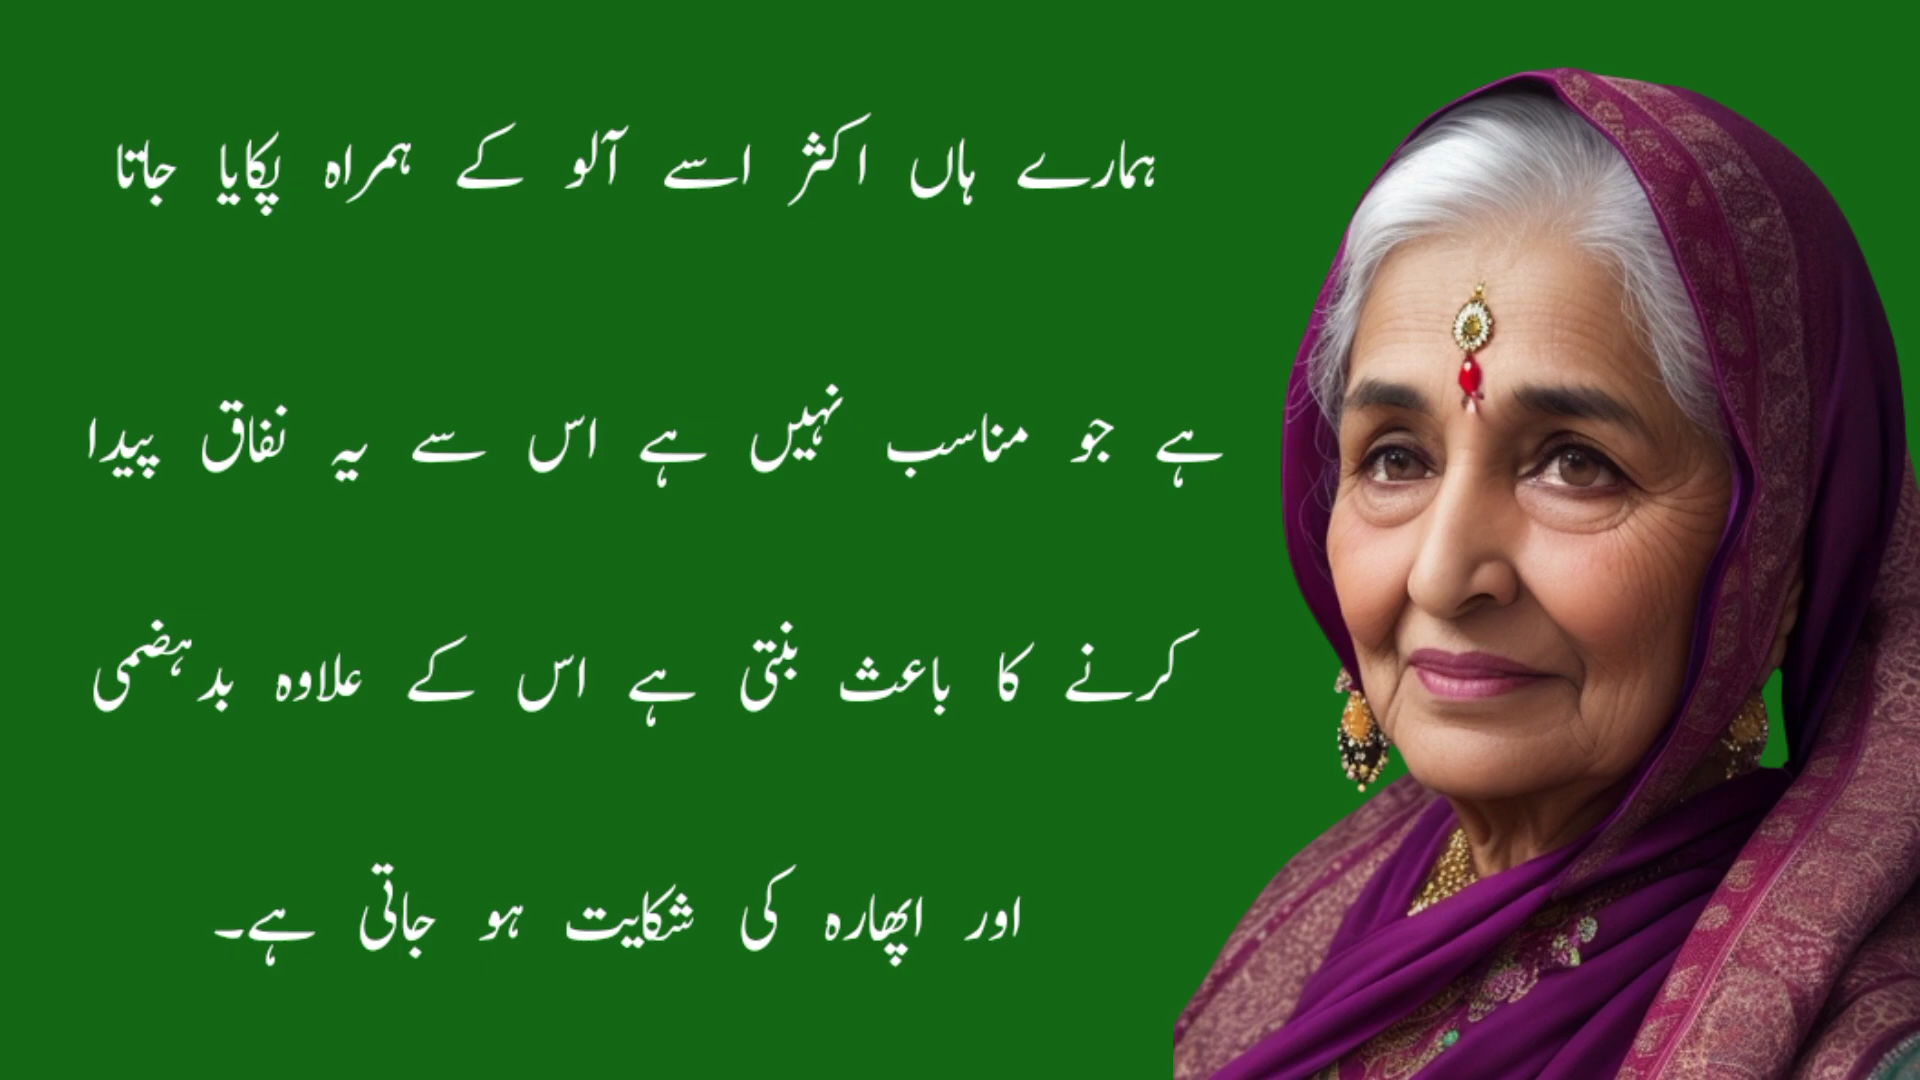 ہمارے ہاں اکثر اسے آلو کے ہمراہ پکایا جاتا
ہے جو مناسب نہیں ہے اس سے یہ نفاق پیدا
کرنے کا باعث بنتی ہے اس کے علاوہ بدہضمی
اور اپھارہ کی شکایت ہو جاتی ہے۔